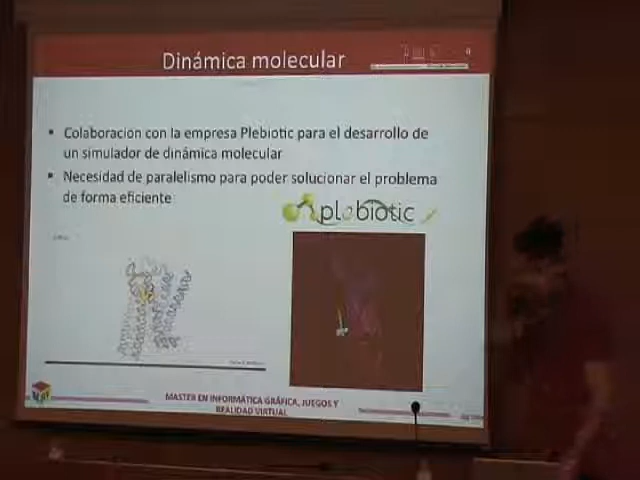 Dinámica molecular
Colaboracion con la empresa Plebiotic para el desarrollo de
un simulador de dinámica molecular
Necesidad de paralelismo para poder solucionar el problema
de forma eficiente
plebiotic
MASTER EN INFORMÁTICA GRÁFICA, JUEGOS Y
REALIDAD VIRTUAL